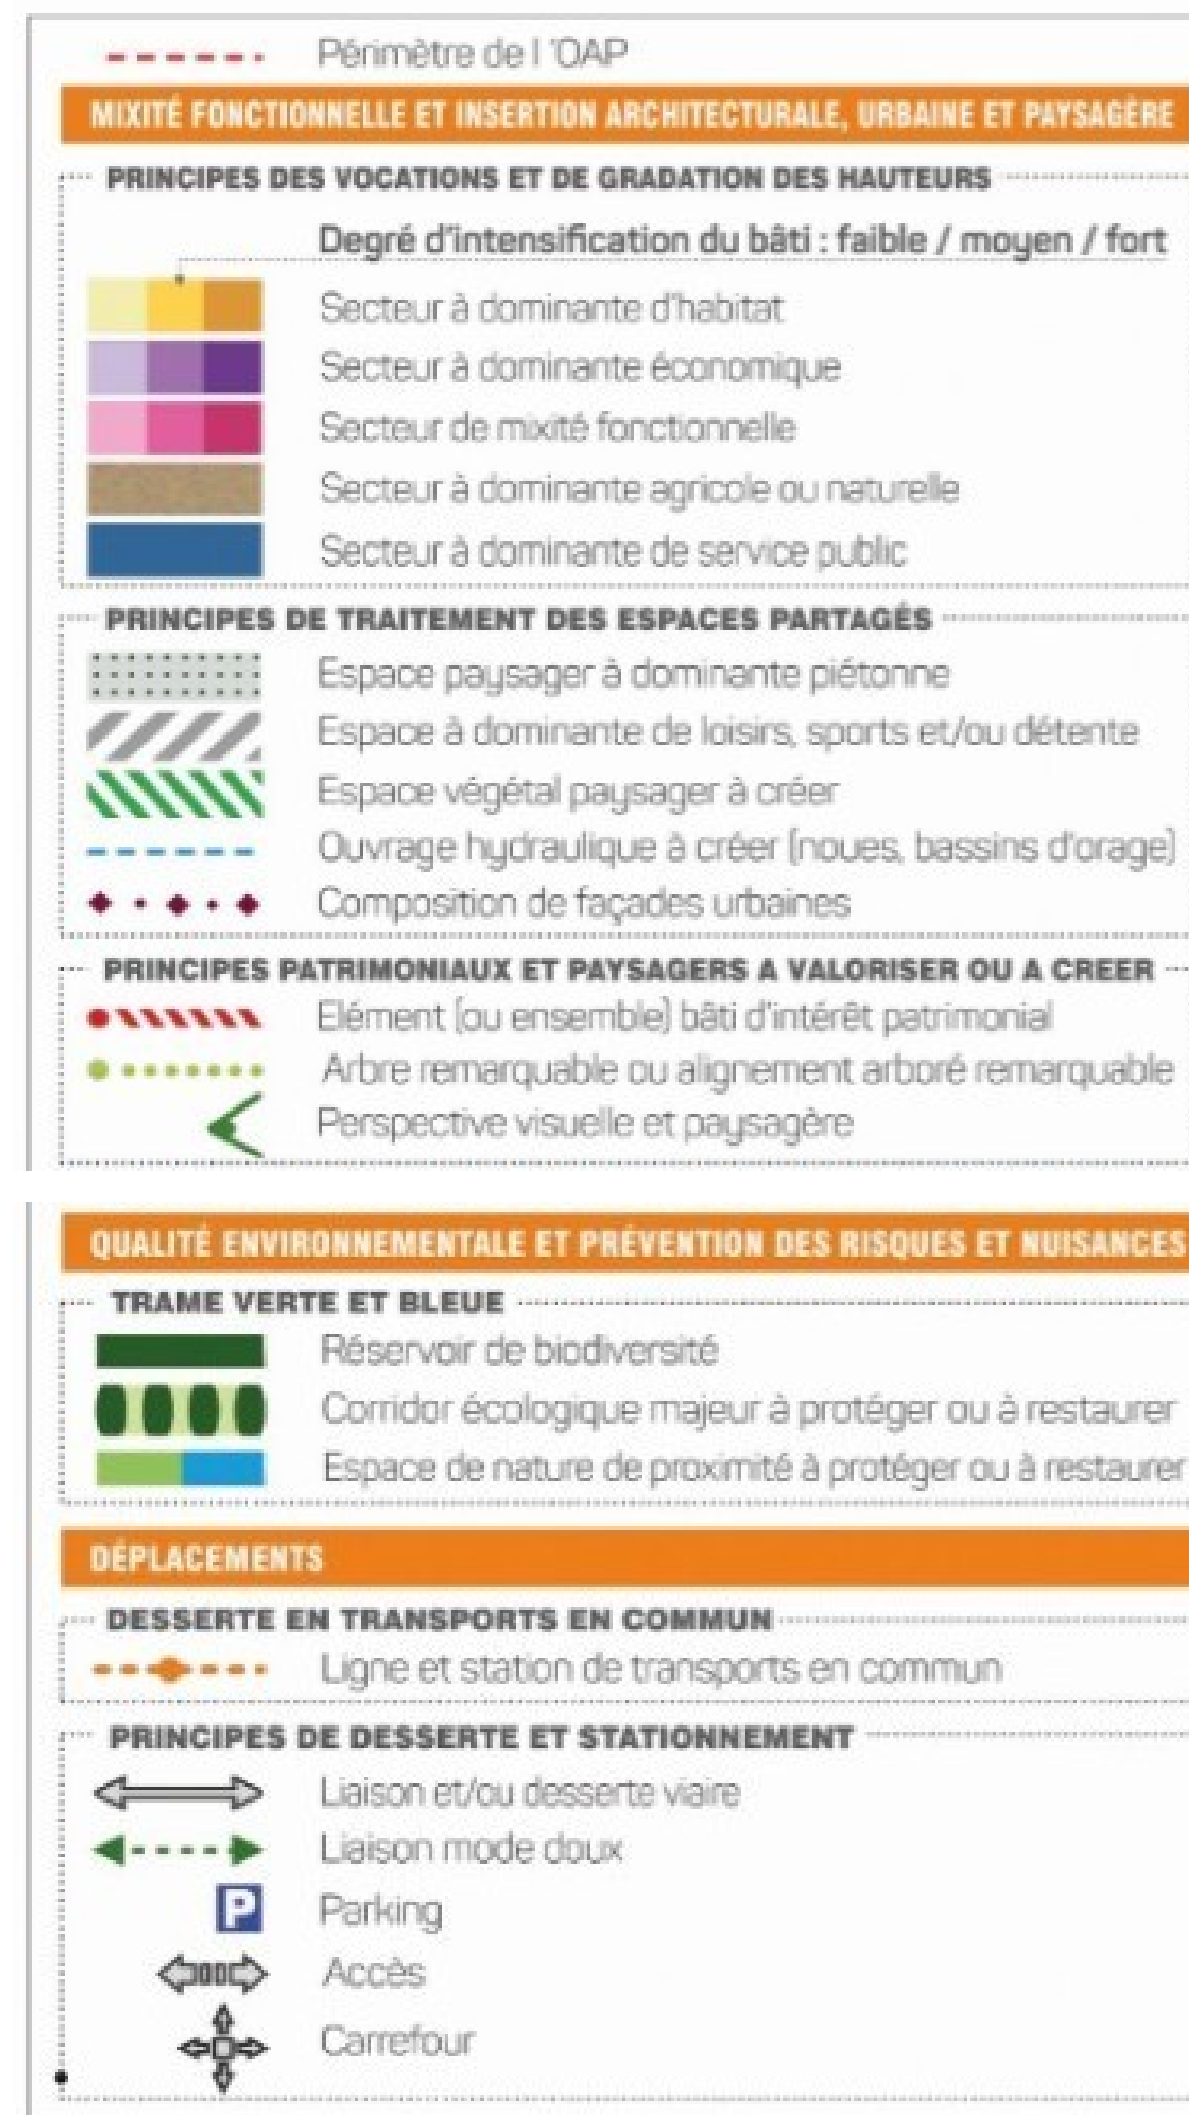 Périmètre de l 'OAP
MIXITÉ FONCTIONNELLE ET INSERTION ARCHITECTURALE, URBAINE ET PAYSAGÈRE
PRINCIPES DES VOCATIONS ET DE GRADATION DES HAUTEURS
Degré d'intensification du bâti : faible / moyen / fort
Secteur à dominante d'habitat
Secteur à dominante économique
Secteur de mixité fonctionnelle
Secteur à dominante agricole ou naturelle
Secteur à dominante de service public
PRINCIPES DE TRAITEMENT DES ESPACES PARTAGÉS
Espace paysager à dominante piétonne
Espace à dominante de loisirs, sports et/ou détente
Espace végétal paysager à créer
Ouvrage hydraulique à créer (noues, bassins d'orage)
Composition de façades urbaines
PRINCIPES PATRIMONIAUX ET PAYSAGERS A VALORISER OU A CREER
Elément (ou ensemble) bâti d'intérêt patrimonial
Arbre remarquable ou alignement arboré remarquable
Perspective visuelle et paysagère
QUALITÉ ENVIRONNEMENTALE ET PRÉVENTION DES RISQUES ET NUISANCES
TRAME VERTE ET BLEUE
Réservoir de biodiversité
Corridor écologique majeur à protéger ou à restaurer
Espace de nature de proximité à protéger ou à restaurer
DÉPLACEMENTS
DESSERTE EN TRANSPORTS EN COMMUN
Ligne et station de transports en commun
PRINCIPES DE DESSERTE ET STATIONNEMENT
Liaison et/ou desserte viaire
Liaison mode doux
P Parking
Accès
Carrefour